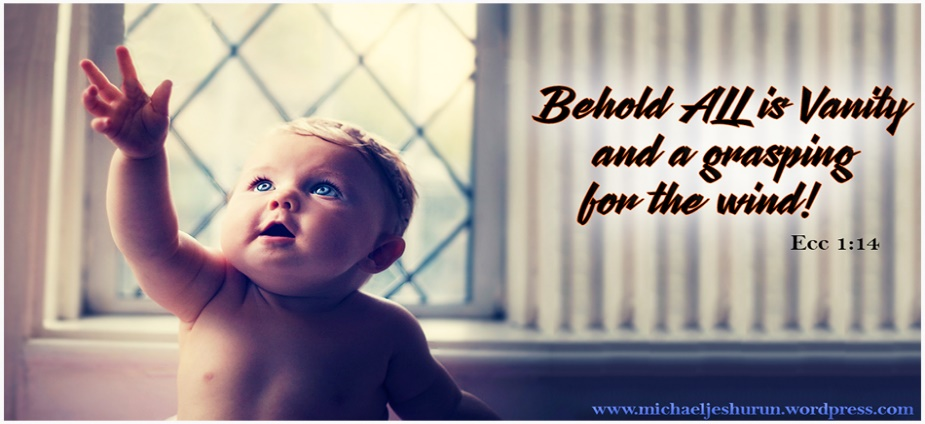 Behold ALL is Vanity
and a grasping
for the wind!
Ecc 1:14
www.michaeljeshurun.wordpress.com